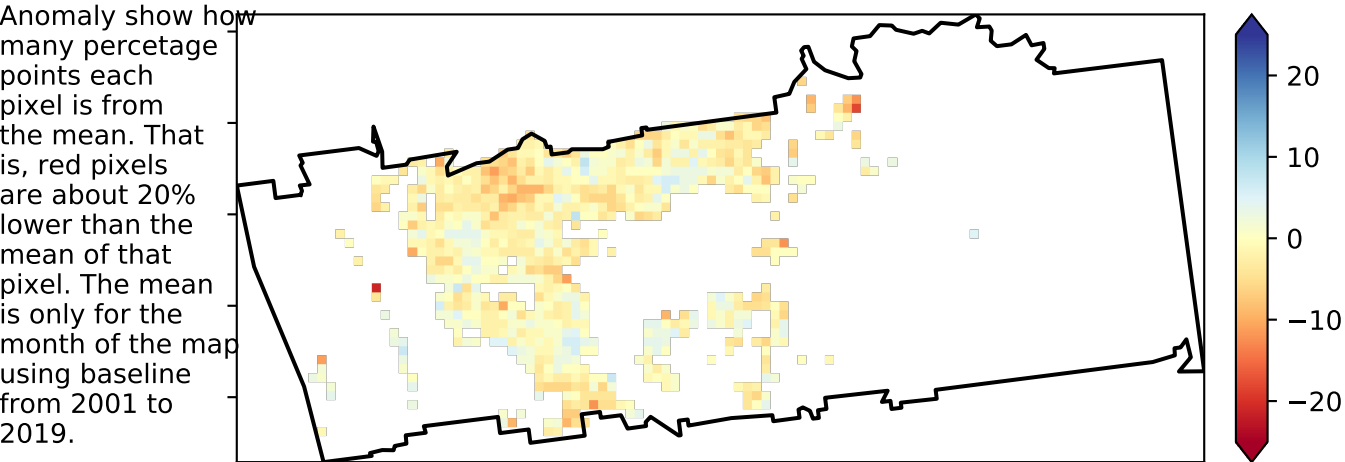 Anomaly show how
many percetage
points each
pixel is from
the mean. That
is, red pixels
are about 20%
lower than the
mean of that
pixel. The mean
is only for the
month of the map
using baseline
from 2001 to
2019.
20
10
0
−10
−20